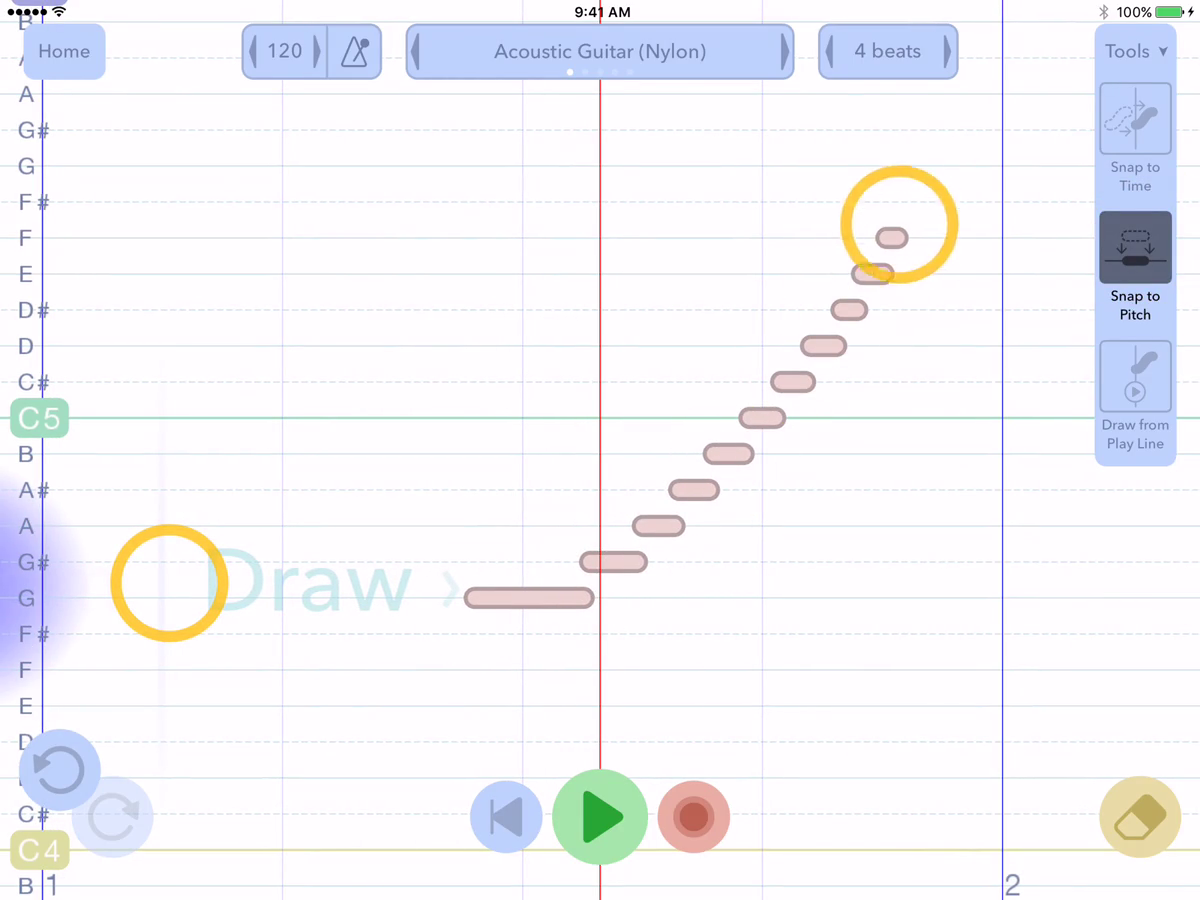 9:41 AM
100%
B
Home
120
Acoustic Guitar (Nylon)
4 beats
Tools ▼
A
G#
G
F#
F
E
D#
D
C#
C5
B
A#
A
G#
G
F#
F
E
D
C#
C4
B
Snap to
Time
Snap to
Pitch
Draw from
Play Line
Draw ›
1
2